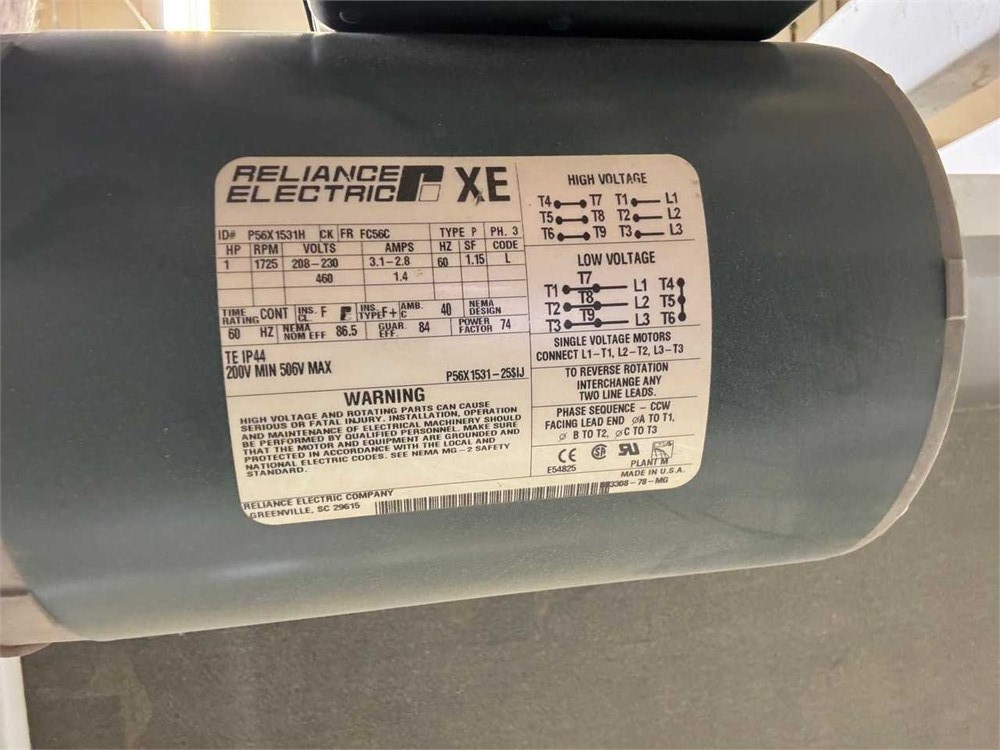 RELIANCE
ELECTRIC XE
ID# P56X1531H CK FR FC56C TYPE P PH. 3
HP RPM VOLTS AMPS HZ SF CODE
1 1725 208-230 3.1-2.8 60 1.15 L
460 1.4
TIME RATING CONT INS. CL F INS. TYPE F+ AMB. C 40 NEMA DESIGN
60 HZ NEMA NOM EFF 86.5 GUAR. EFF. 84 POWER FACTOR 74
TE IP44
200V MIN 506V MAX
P56X1531-25SIJ
WARNING
HIGH VOLTAGE AND ROTATING PARTS CAN CAUSE
SERIOUS OR FATAL INJURY. INSTALLATION, OPERATION
AND MAINTENANCE OF ELECTRICAL MACHINERY SHOULD
BE PERFORMED BY QUALIFIED PERSONNEL. MAKE SURE
THAT THE MOTOR AND EQUIPMENT ARE GROUNDED AND
PROTECTED IN ACCORDANCE WITH THE LOCAL AND
NATIONAL ELECTRIC CODES. SEE NEMA MG-2 SAFETY
STANDARD.
RELIANCE ELECTRIC COMPANY
GREENVILLE, SC 29615
HIGH VOLTAGE
T4 T7 T1 L1
T5 T8 T2 L2
T6 T9 T3 L3
LOW VOLTAGE
T7
T1 L1 T4
T8
T2 L2 T5
T9
T3 L3 T6
SINGLE VOLTAGE MOTORS
CONNECT L1-T1, L2-T2, L3-T3
TO REVERSE ROTATION
INTERCHANGE ANY
TWO LINE LEADS.
PHASE SEQUENCE - CCW
FACING LEAD END øA TO T1,
ø B TO T2, øC TO T3
CE SA UR
E54825 PLANT M
MADE IN U.S.A.
3308-78-MG